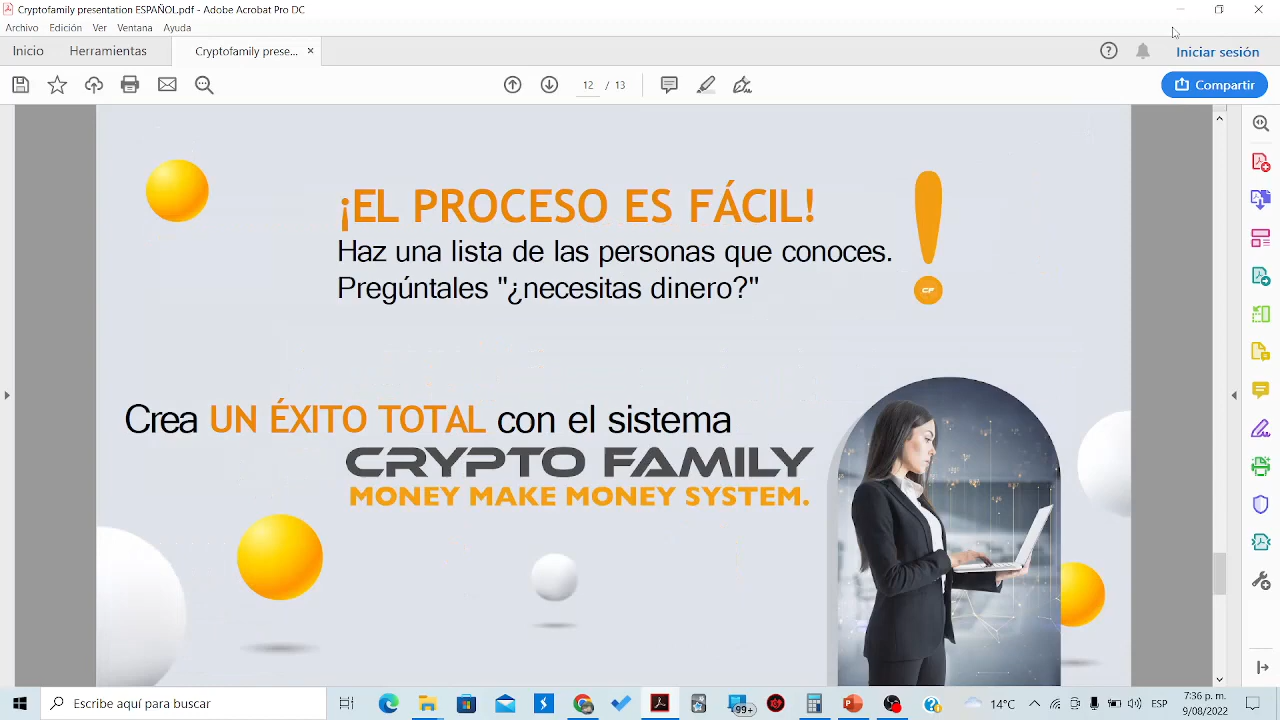 Cryptofamily presentation ESPAÑOL.pdf - Adobe Acrobat Pro DC
Archivo Edición Ver Ventana Ayuda
Inicio Herramientas Cryptofamily prese... × Iniciar sesión
12 / 13 Compartir
¡EL PROCESO ES FÁCIL!
Haz una lista de las personas que conoces.
Pregúntales "¿necesitas dinero?"
CF
Crea UN ÉXITO TOTAL con el sistema
CRYPTO FAMILY
MONEY MAKE MONEY SYSTEM.
Escribe aquí para buscar
99+
14°C
ESP
7:36 p. m.
9/08/2022